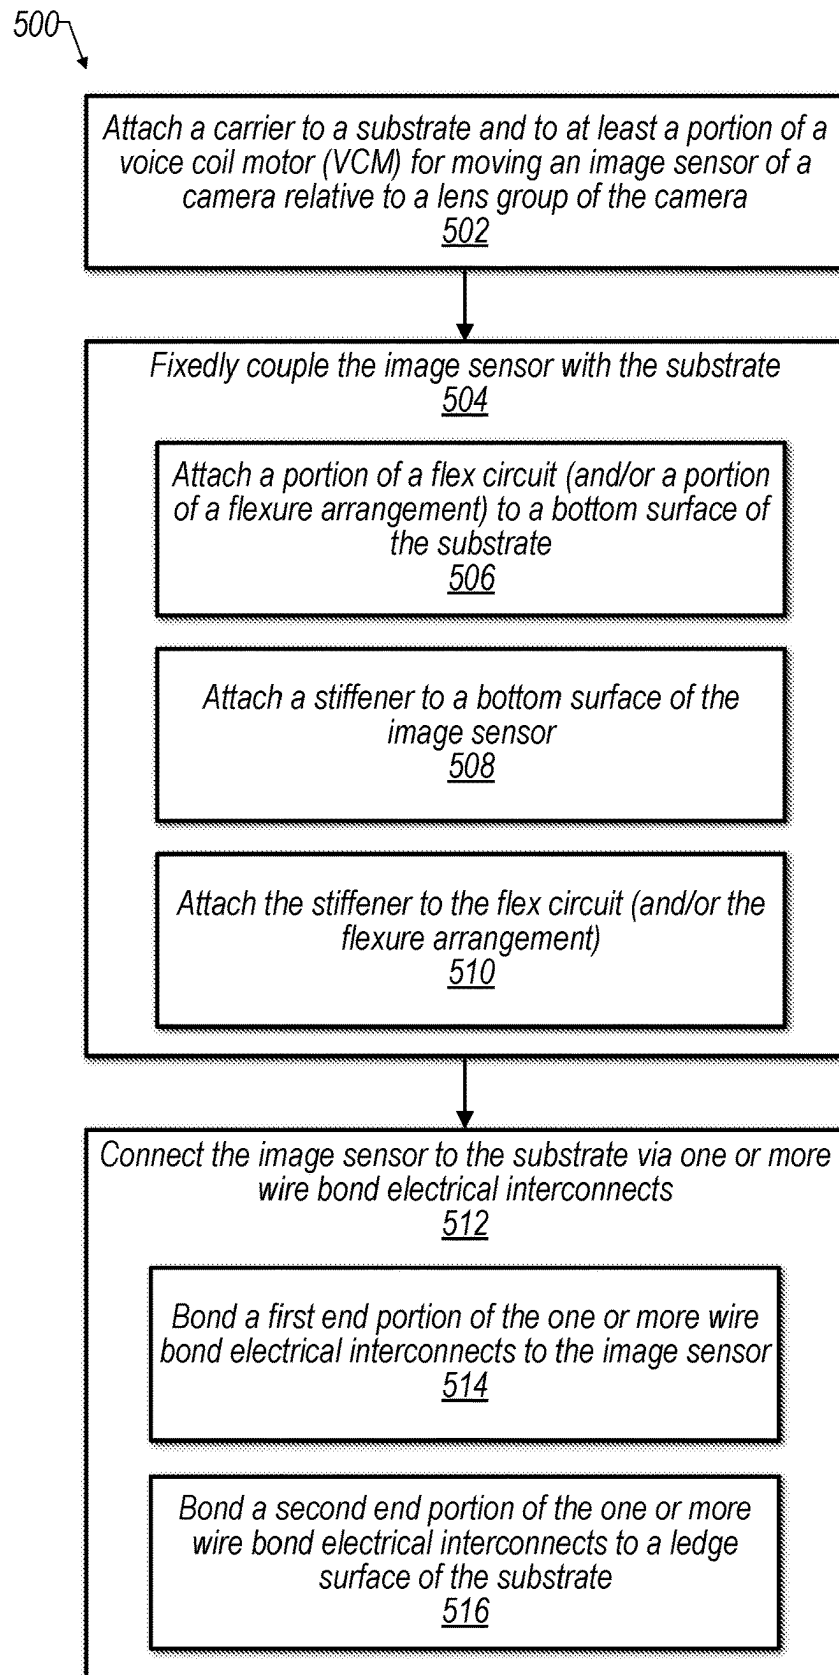 500
Attach a carrier to a substrate and to at least a portion of a
voice coil motor (VCM) for moving an image sensor of a
camera relative to a lens group of the camera
502
Fixedly couple the image sensor with the substrate
504
Attach a portion of a flex circuit (and/or a portion
of a flexure arrangement) to a bottom surface of
the substrate
506
Attach a stiffener to a bottom surface of the
image sensor
508
Attach the stiffener to the flex circuit (and/or the
flexure arrangement)
510
Connect the image sensor to the substrate via one or more
wire bond electrical interconnects
512
Bond a first end portion of the one or more wire
bond electrical interconnects to the image sensor
514
Bond a second end portion of the one or more
wire bond electrical interconnects to a ledge
surface of the substrate
516